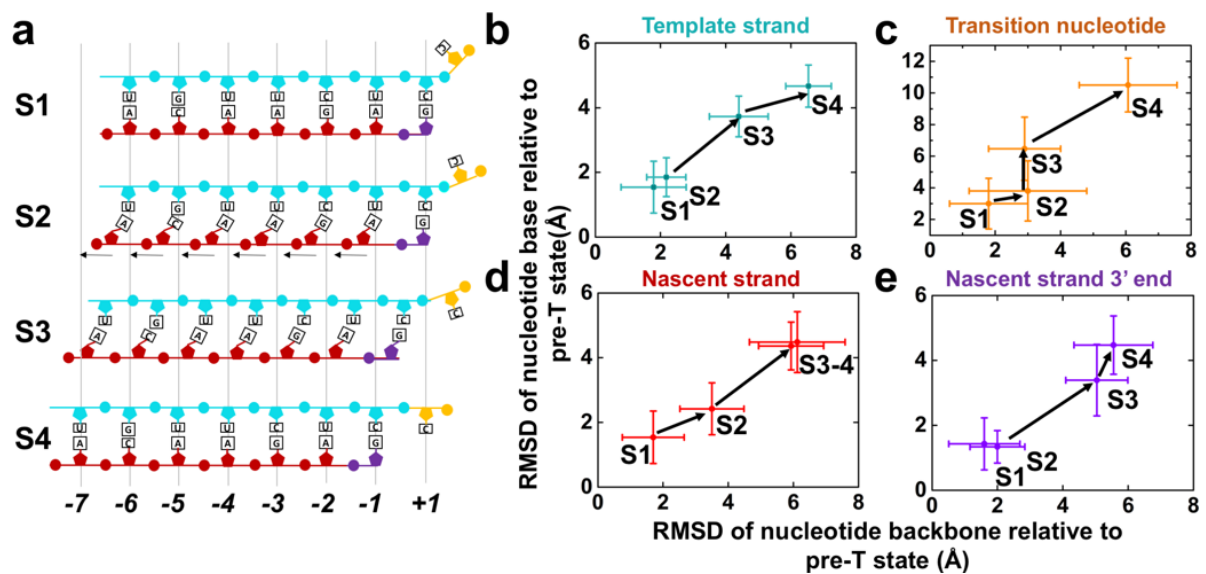 a
S1
C
U G U U C G U C
A C A A G A G
S2
C
U G U U C G U C
A C A A G A G
S3
C
U G U U C U C
A C A A G A G
S4
U G U U C U C C
A C A A G A G
-7 -6 -5 -4 -3 -2 -1 +1
RMSD of nucleotide base relative to
pre-T state(Å)
b
Template strand
6
4
2
0
0 2 4 6 8
S1
S2
S3
S4
c
Transition nucleotide
12
10
8
6
4
2
0 2 4 6 8
S1
S2
S3
S4
d
Nascent strand
6
4
2
0
0 2 4 6 8
S1
S2
S3-4
e
Nascent strand 3' end
6
4
2
0
0 2 4 6 8
S1
S2
S3
S4
RMSD of nucleotide backbone relative to
pre-T state (Å)